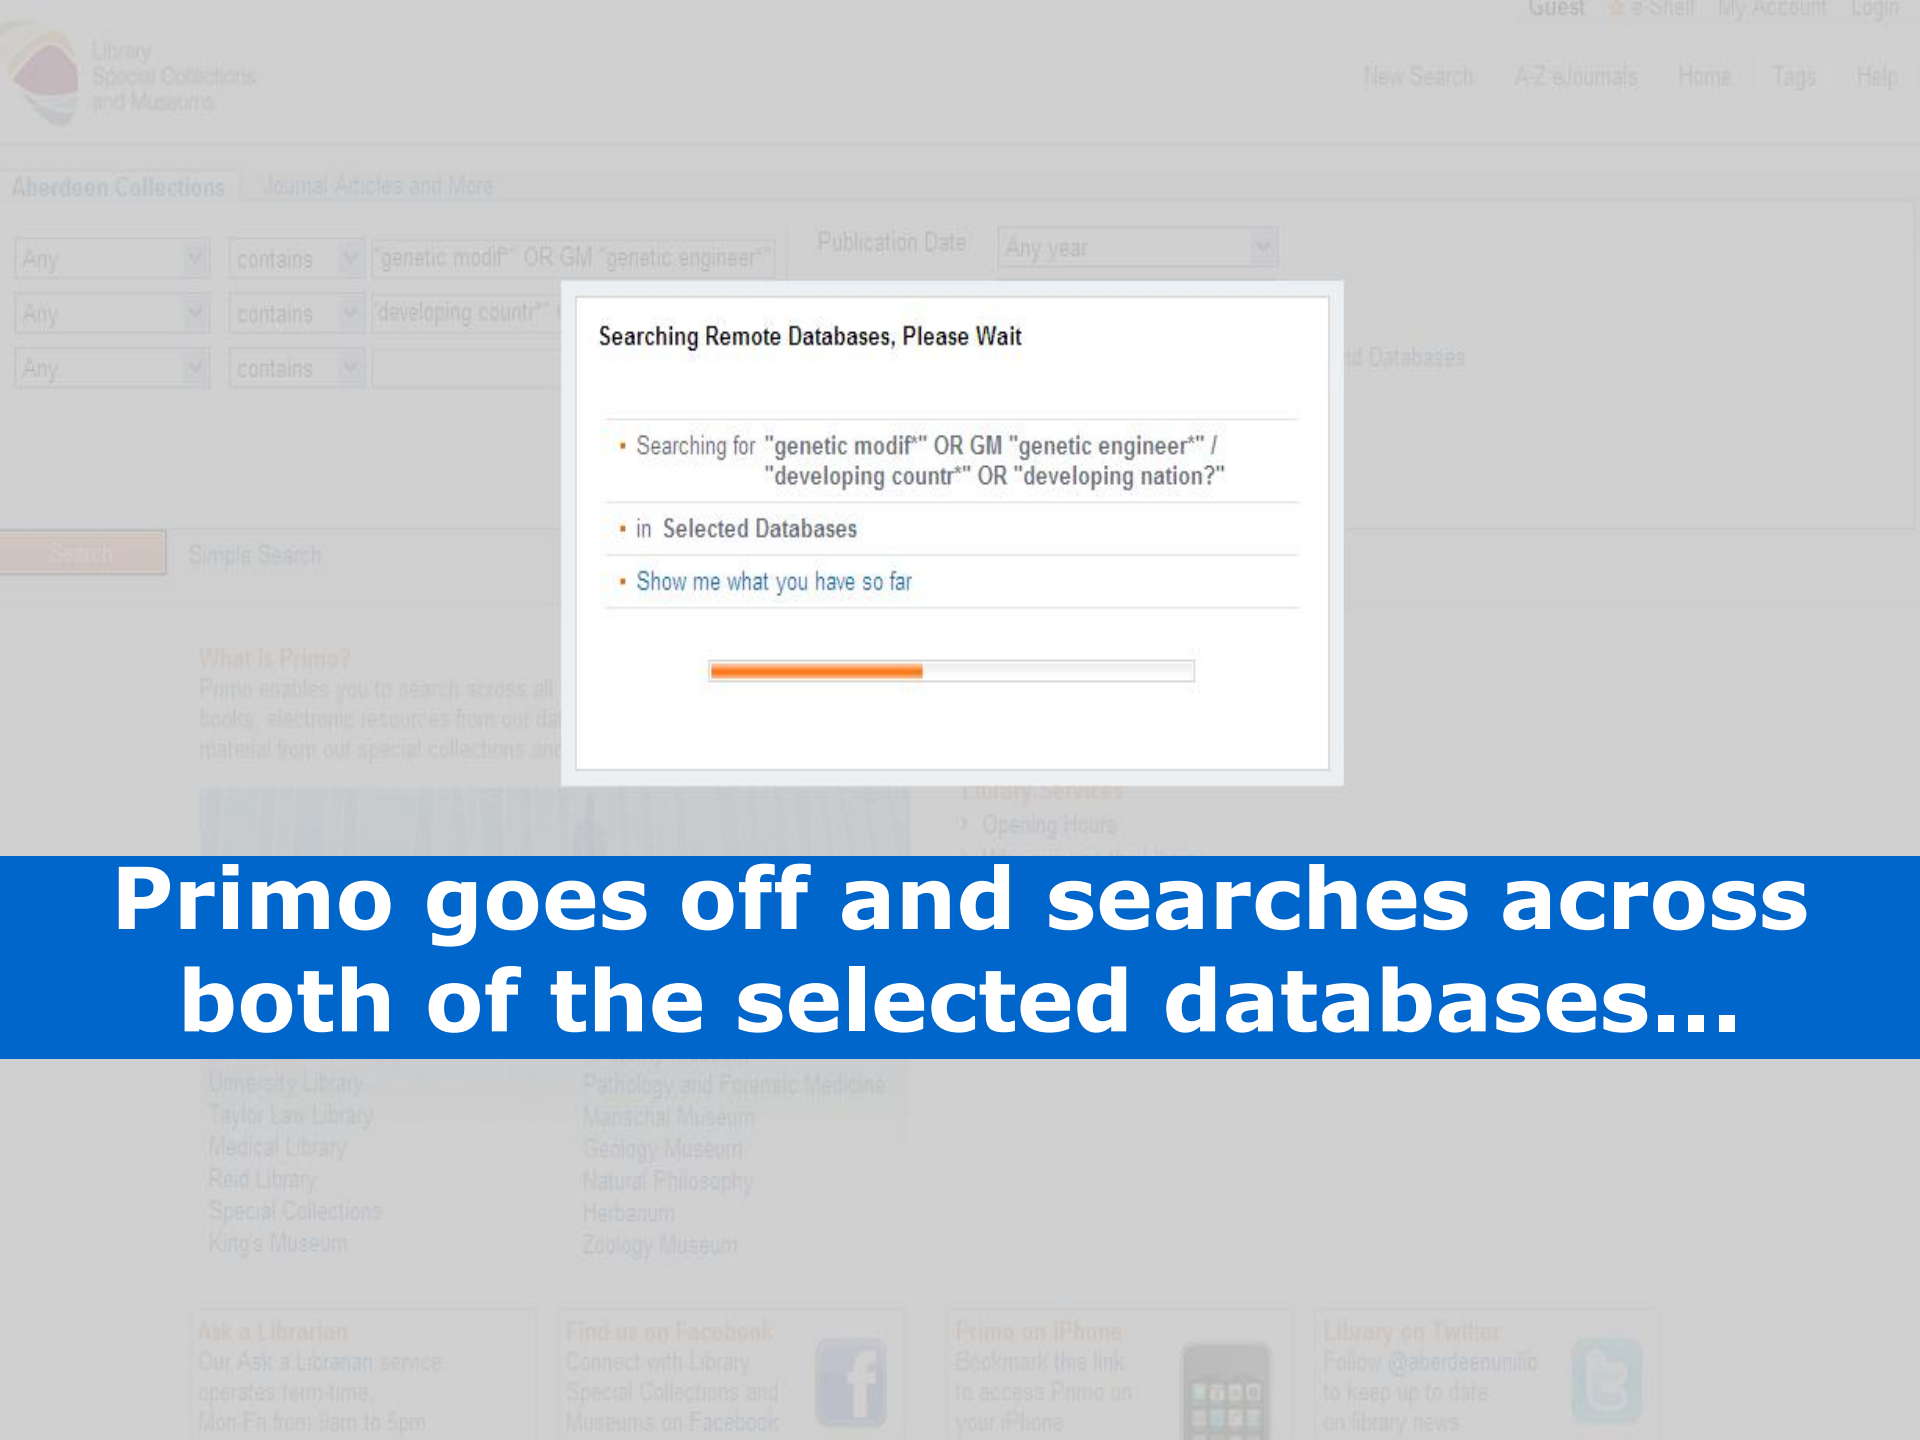 Guest e-Shelf My Account Login
Library
Special Collections
and Museums
New Search A-Z eJournals Home Tags Help
Aberdeen Collections Journal Articles and More
Any contains "genetic modif*" OR GM "genetic engineer*" Publication Date: Any year
Any contains "developing countr*"
Any contains
nd Databases
Searching Remote Databases, Please Wait
Searching for "genetic modif*" OR GM "genetic engineer*" /
"developing countr*" OR "developing nation?"
in Selected Databases
Show me what you have so far
Search Simple Search
What is Primo?
Primo enables you to search across all
books, electronic resources from our dat
material from our special collections and
Library Services
Opening Hours
Primo goes off and searches across
both of the selected databases...
University Library
Taylor Law Library
Medical Library
Reid Library
Special Collections
King's Museum
Pathology and Forensic Medicine
Marischal Museum
Geology Museum
Natural Philosophy
Herbarium
Zoology Museum
Ask a Librarian
Our Ask a Librarian service
operates term-time,
Mon-Fri from 9am to 5pm
Find us on Facebook
Connect with Library
Special Collections and
Museums on Facebook
Primo on iPhone
Bookmark this link
to access Primo on
your iPhone
Library on Twitter
Follow @aberdeenunilib
to keep up to date
on library news